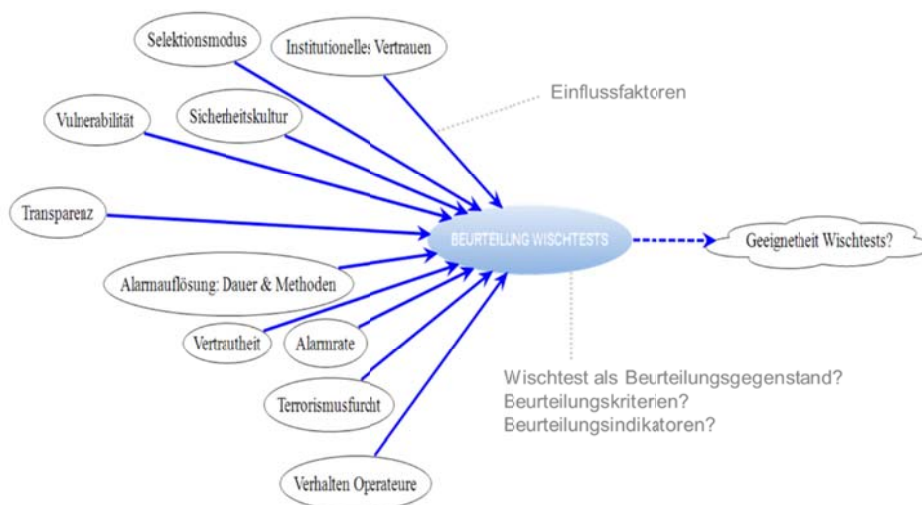 Selektionsmodus
Institutionelles Vertrauen
Einflussfaktoren
Vulnerabilität
Sicherheitskultur
Transparenz
BEURTEILUNG WISCHTESTS
Geeignetheit Wischtests?
Alarmauflösung: Dauer & Methoden
Vertrautheit
Alarmrate
Terrorismusfurcht
Wischtest als Beurteilungsgegenstand?
Beurteilungskriterien?
Beurteilungsindikatoren?
Verhalten Operateure